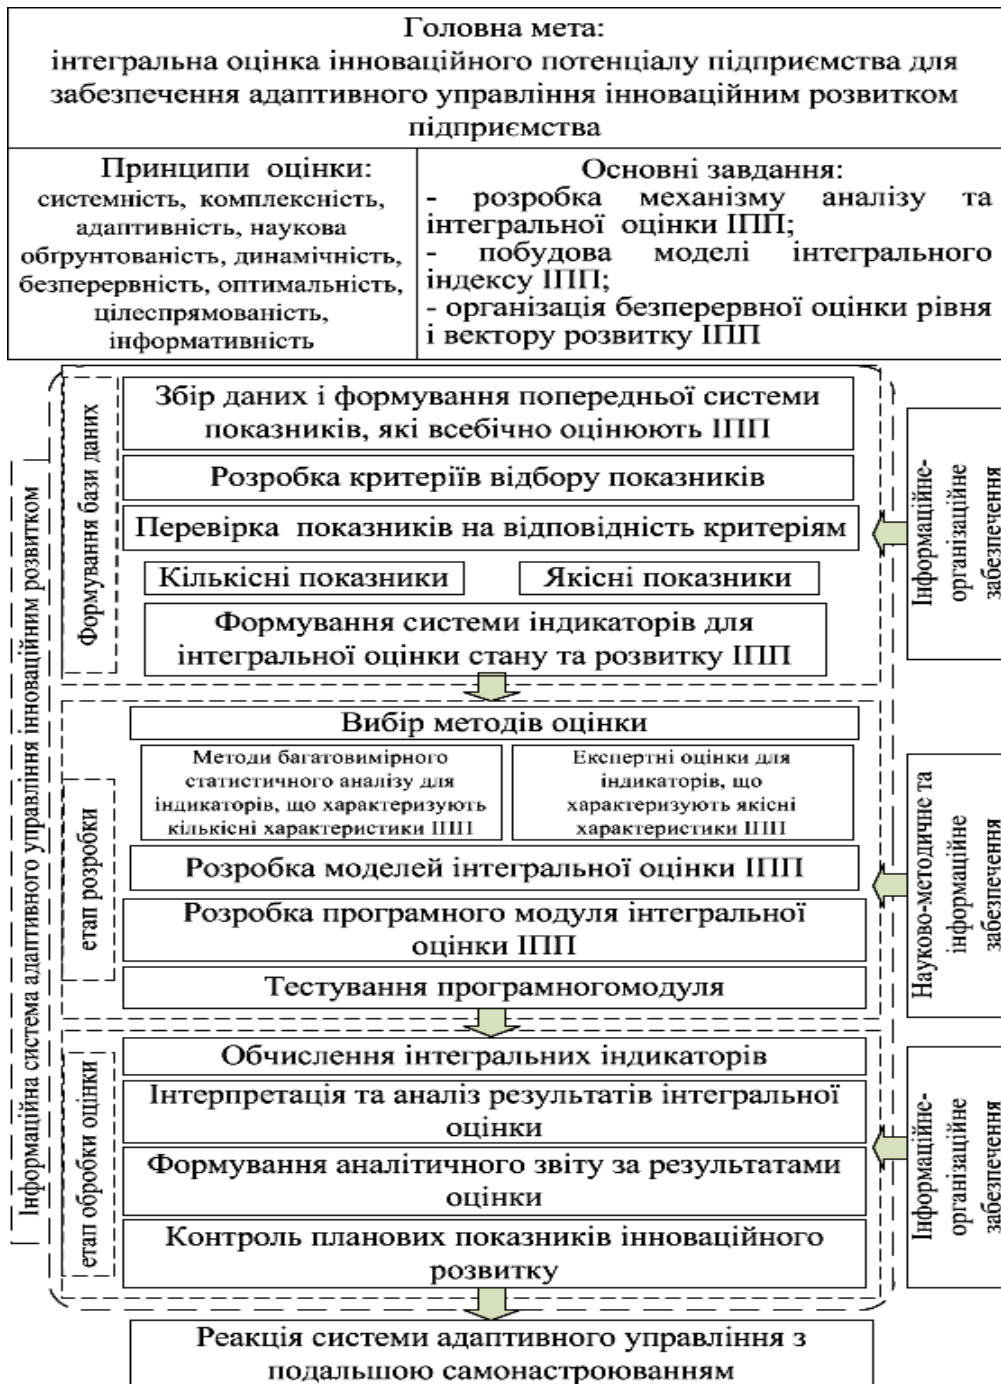 Головна мета:
інтегральна оцінка інноваційного потенціалу підприємства для
забезпечення адаптивного управління інноваційним розвитком
підприємства
Принципи оцінки:
системність, комплексність,
адаптивність, наукова
обґрунтованість, динамічність,
безперервність, оптимальність,
цілеспрямованість,
інформативність
Основні завдання:
- розробка механізму аналізу та
інтегральної оцінки ІПП;
- побудова моделі інтегрального
індексу ІПП;
- організація безперервної оцінки рівня
і вектору розвитку ІПП
Інформаційна система адаптивного управління інноваційним розвитком
Формування бази даних
Збір даних і формування попередньої системи
показників, які всебічно оцінюють ІПП
Розробка критеріїв відбору показників
Перевірка показників на відповідність критеріям
Кількісні показники
Якісні показники
Формування системи індикаторів для
інтегральної оцінки стану та розвитку ІПП
Інформаційне-
організаційне
забезпечення
етап розробки
Вибір методів оцінки
Методи багатовимірного
статистичного аналізу для
індикаторів, що характеризують
кількісні характеристики ІПП
Експертні оцінки для
індикаторів, що
характеризують якісні
характеристики ІПП
Розробка моделей інтегральної оцінки ІПП
Розробка програмного модуля інтегральної
оцінки ІПП
Тестування програмногомодуля
Науково-методичне та
інформаційне
забезпечення
етап обробки оцінки
Обчислення інтегральних індикаторів
Інтерпретація та аналіз результатів інтегральної
оцінки
Формування аналітичного звіту за результатами
оцінки
Контроль планових показників інноваційного
розвитку
Інформаційне-
організаційне
забезпечення
Реакція системи адаптивного управління з
подальшою самонастроюванням